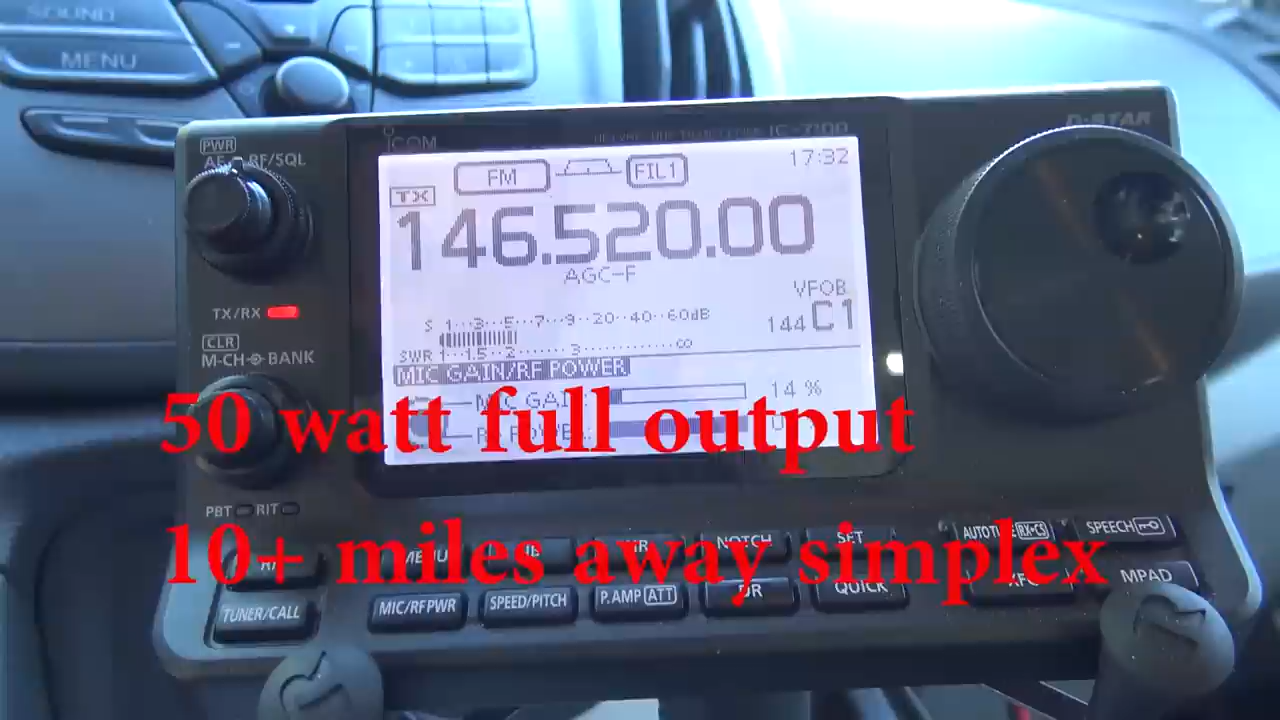 SOUND
MENU
ICOM
IC-7100
D-STAR
PWR
AF RF/SQL
FM FIL1 17:32
TX
146.520.00
AGC-F
VFOB
144 C1
TX/RX
S 1 3 5 7 9 20 40 60dB
CLR
M-CH BANK
SWR 1 1.5 2 3 ∞
MIC GAIN/RF POWER
MIC GAIN 14 %
50 watt full output
PBT RIT
10+ miles away simplex
MENU NOTCH SET AUTOTUNE RX→CS SPEECH
TUNER/CALL MIC/RFPWR SPEED/PITCH P.AMP ATT DR QUICK XFC MPAD